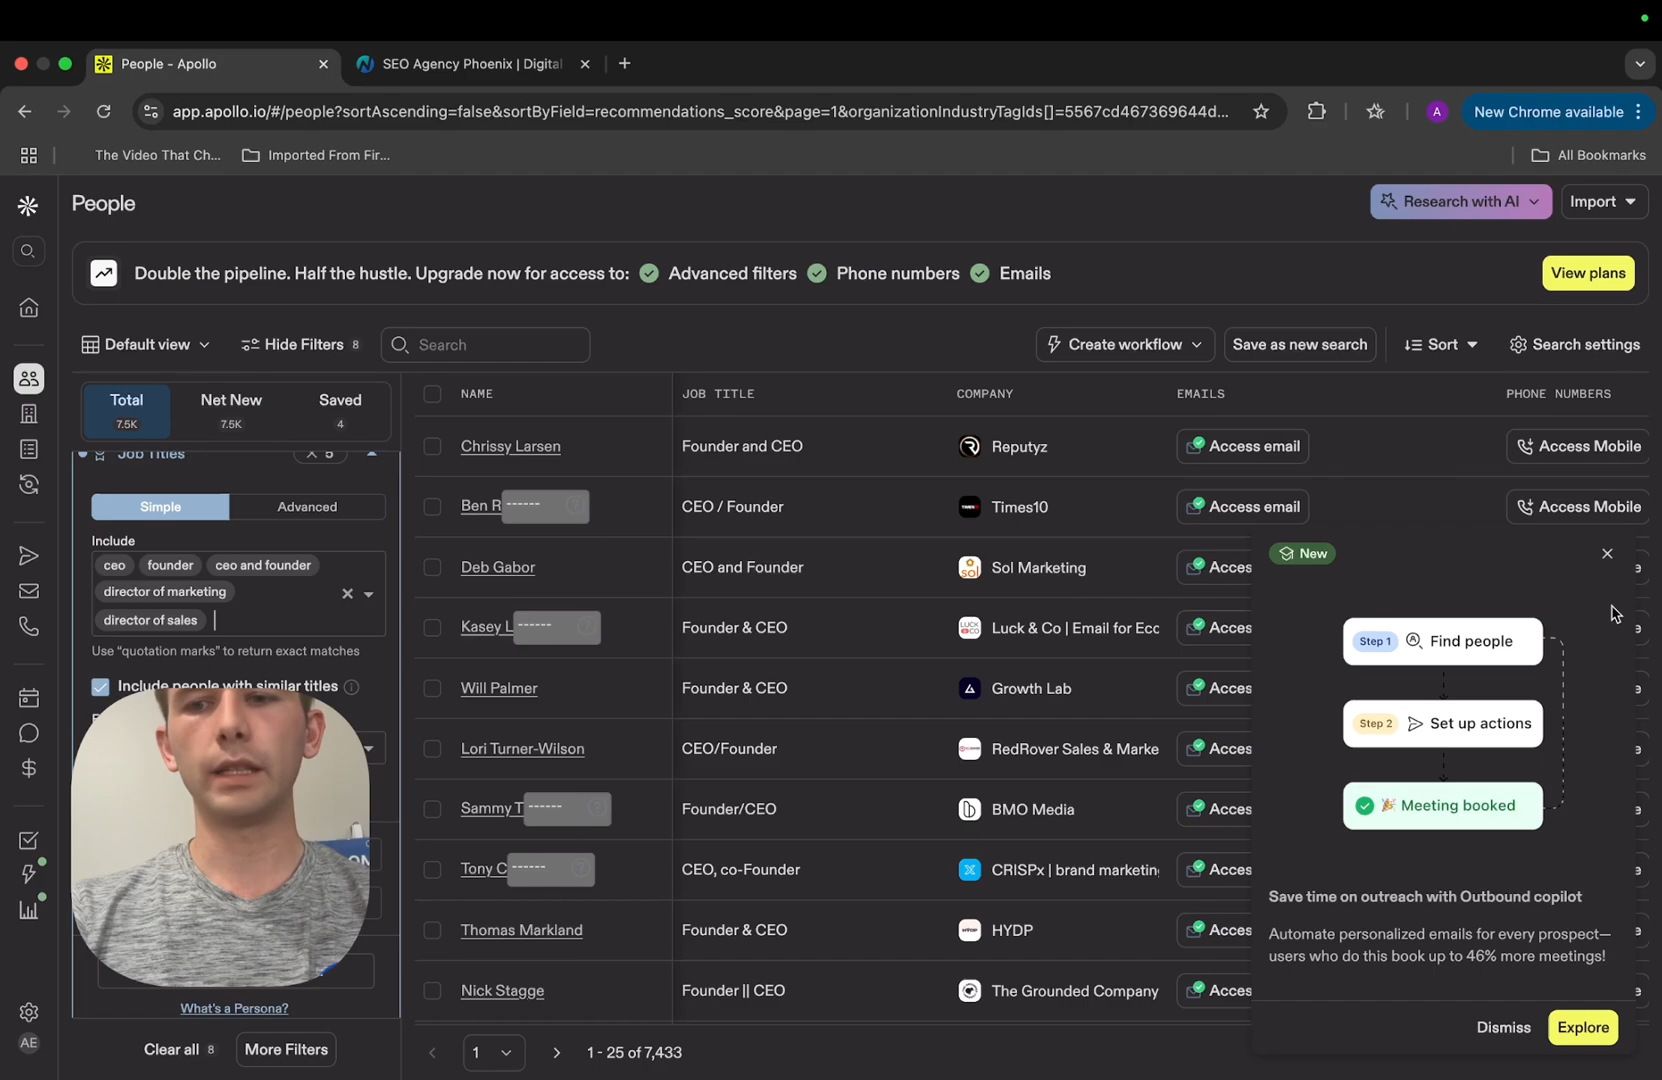 People - Apollo
SEO Agency Phoenix | Digital
app.apollo.io/#/people?sortAscending=false&sortByField=recommendations_score&page=1&organizationIndustryTagIds[]=5567cd467369644d...
A
New Chrome available
The Video That Ch...
Imported From Fir...
All Bookmarks
People
Research with AI
Import
Double the pipeline. Half the hustle. Upgrade now for access to:
Advanced filters
Phone numbers
Emails
View plans
Default view
Hide Filters 8
Search
Create workflow
Save as new search
Sort
Search settings
Total
7.5K
Net New
7.5K
Saved
4
Job Titles
5
Simple
Advanced
Include
ceo
founder
ceo and founder
director of marketing
director of sales
Use “quotation marks” to return exact matches
Include people with similar titles
What's a Persona?
Clear all 8
More Filters
AE
NAME
JOB TITLE
COMPANY
EMAILS
PHONE NUMBERS
Chrissy Larsen
Founder and CEO
Reputyz
Access email
Access Mobile
Ben R
------
CEO / Founder
Times10
Access email
Access Mobile
Deb Gabor
CEO and Founder
sol
Sol Marketing
Acces
e
Kasey L
------
Founder & CEO
Luck & Co | Email for Ecc
Acces
e
Will Palmer
Founder & CEO
Growth Lab
Acces
e
Lori Turner-Wilson
CEO/Founder
RedRover Sales & Marke
Acces
e
Sammy T
------
Founder/CEO
BMO Media
Acces
e
Tony C
------
CEO, co-Founder
CRISPx | brand marketing
Acces
e
Thomas Markland
Founder & CEO
HYDP
Acces
e
Nick Stagge
Founder || CEO
The Grounded Company
Acces
e
1
1 - 25 of 7,433
New
Step 1
Find people
Step 2
Set up actions
Meeting booked
Save time on outreach with Outbound copilot
Automate personalized emails for every prospect—
users who do this book up to 46% more meetings!
Dismiss
Explore